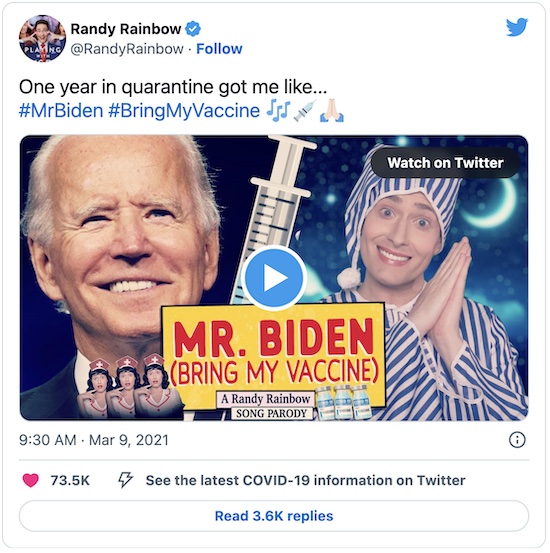 Randy Rainbow
@RandyRainbow · Follow
One year in quarantine got me like...
#MrBiden #BringMyVaccine 🎶💉🙏🏻
PLAYING
WITH
Watch on Twitter
MR. BIDEN
(BRING MY VACCINE)
A Randy Rainbow
SONG PARODY
9:30 AM · Mar 9, 2021
73.5K See the latest COVID-19 information on Twitter
Read 3.6K replies